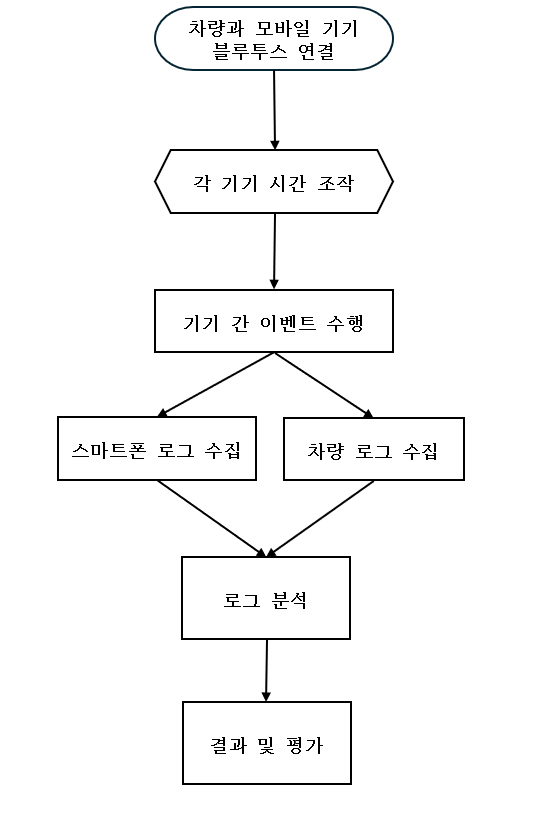 차량과 모바일 기기
블루투스 연결
각 기기 시간 조작
기기 간 이벤트 수행
스마트폰 로그 수집
차량 로그 수집
로그 분석
결과 및 평가